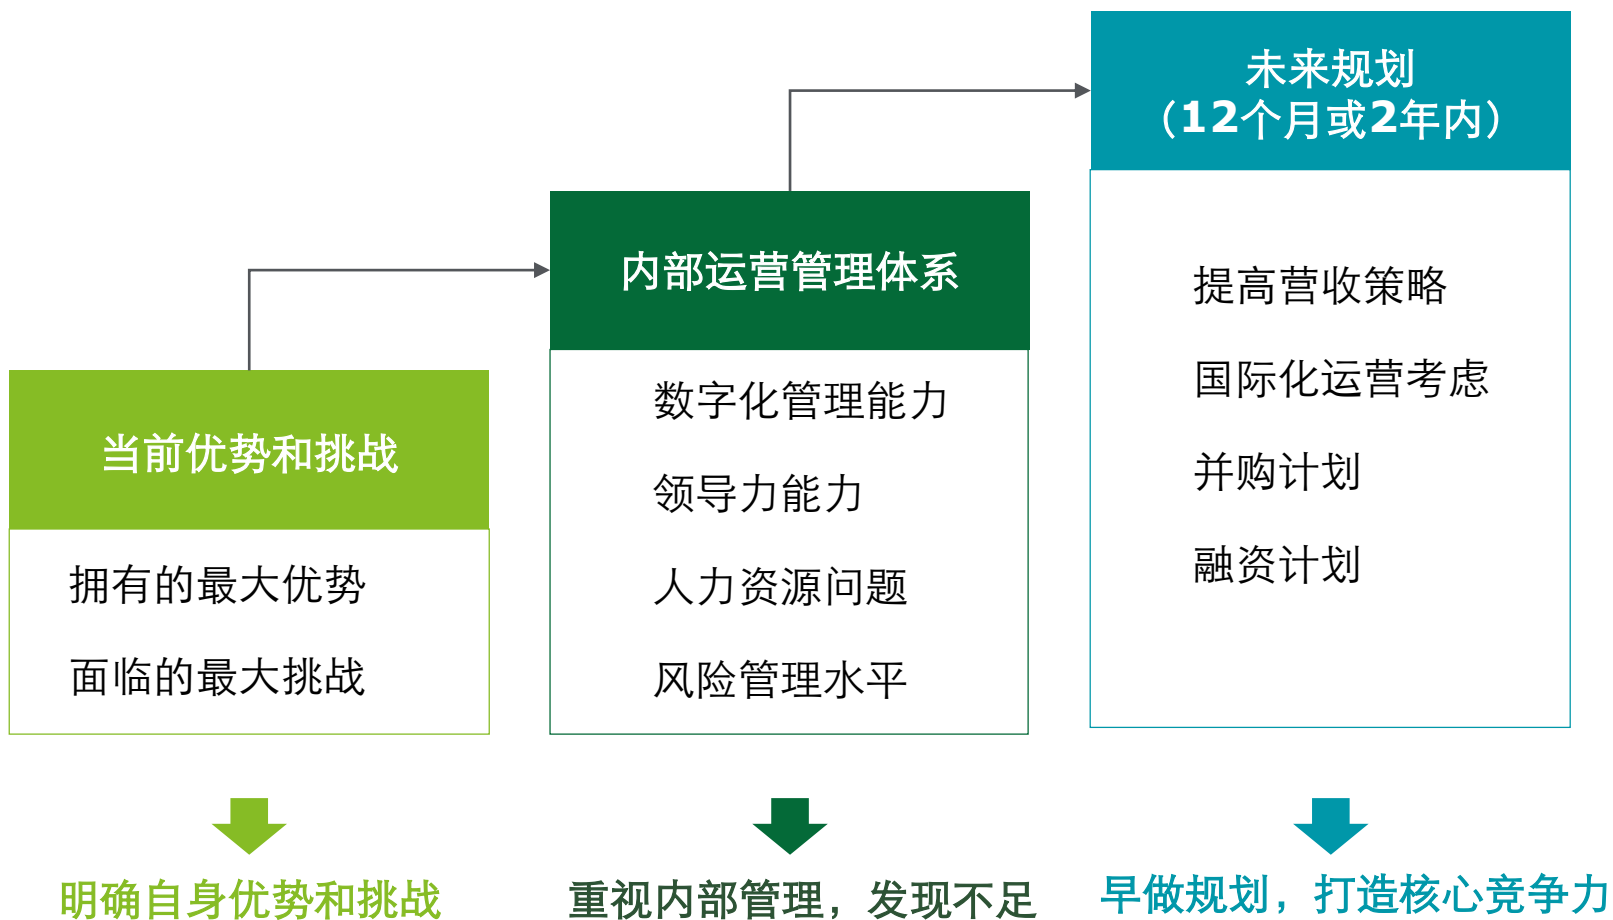 当前优势和挑战
拥有的最大优势
面临的最大挑战
明确自身优势和挑战
内部运营管理体系
数字化管理能力
领导力能力
人力资源问题
风险管理水平
重视内部管理，发现不足
未来规划
（12个月或2年内）
提高营收策略
国际化运营考虑
并购计划
融资计划
早做规划，打造核心竞争力